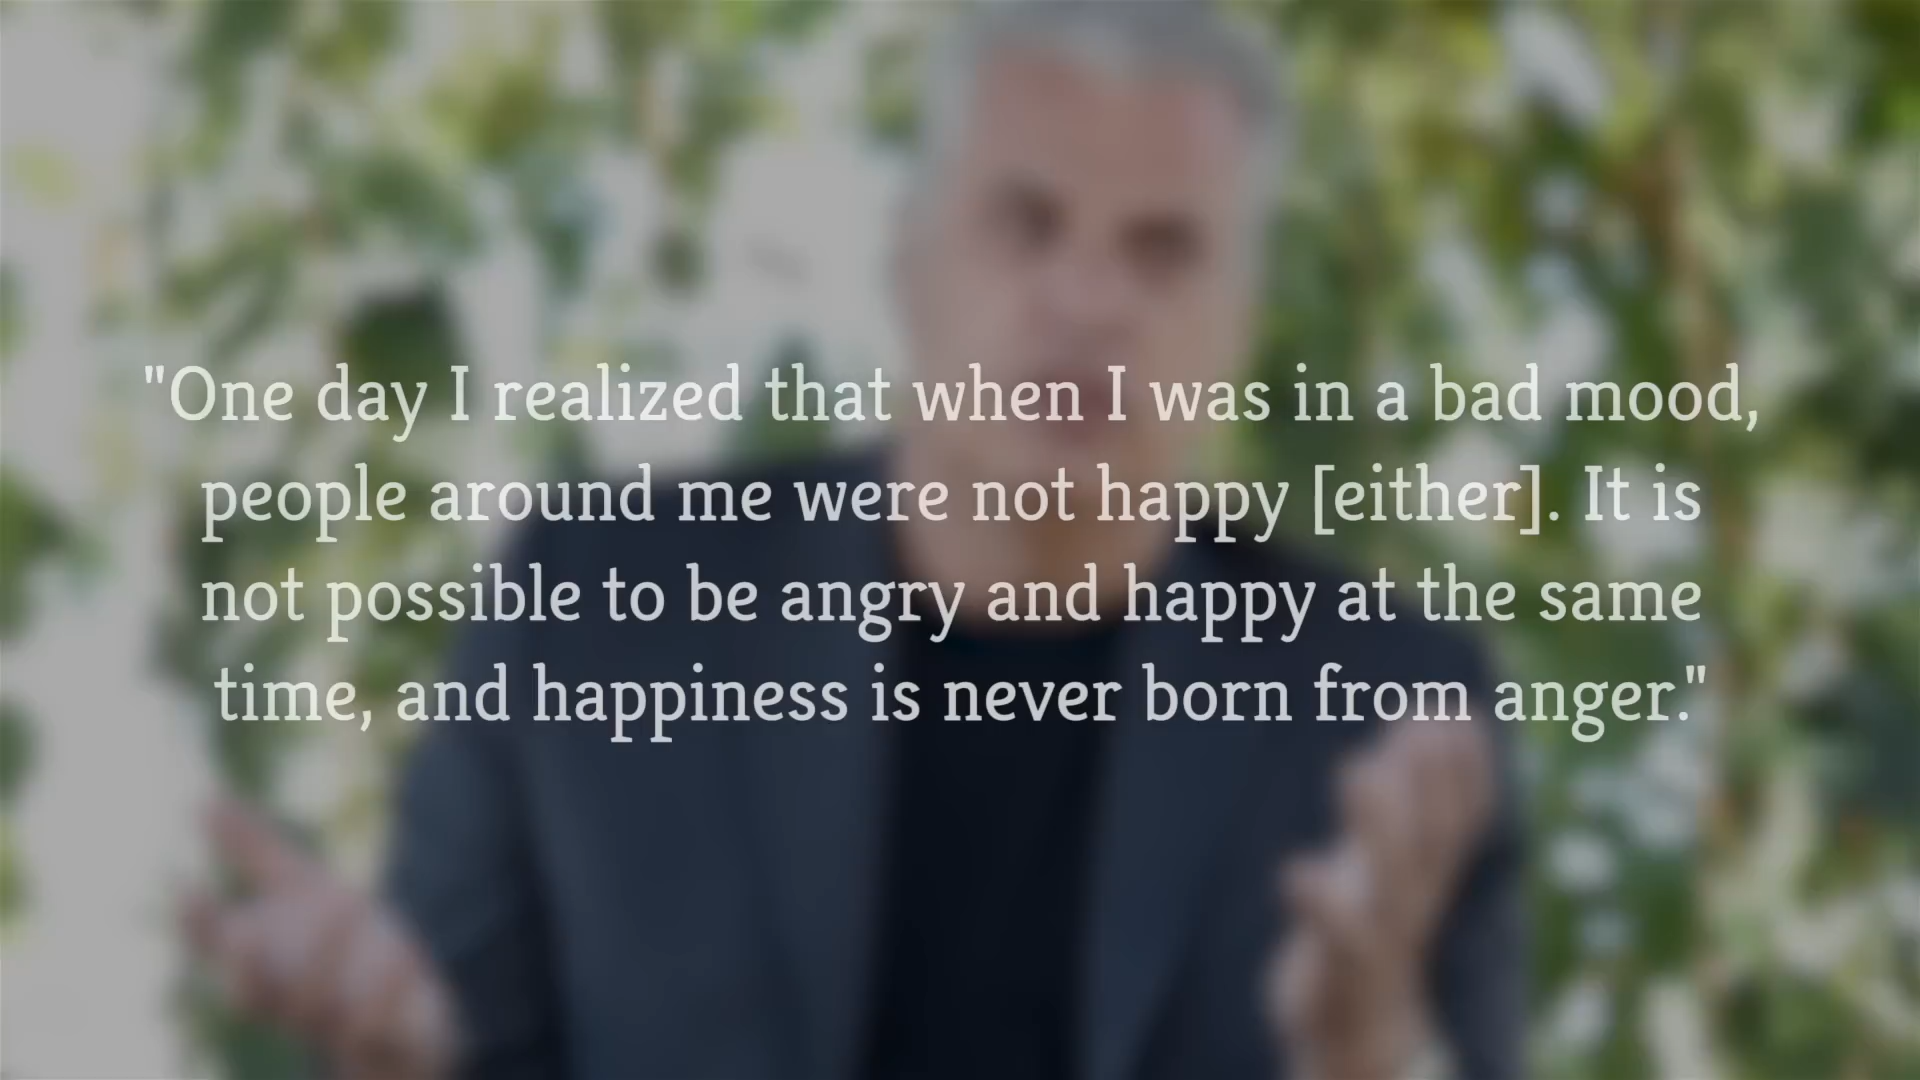 "One day I realized that when I was in a bad mood,
people around me were not happy [either]. It is
not possible to be angry and happy at the same
time, and happiness is never born from anger."